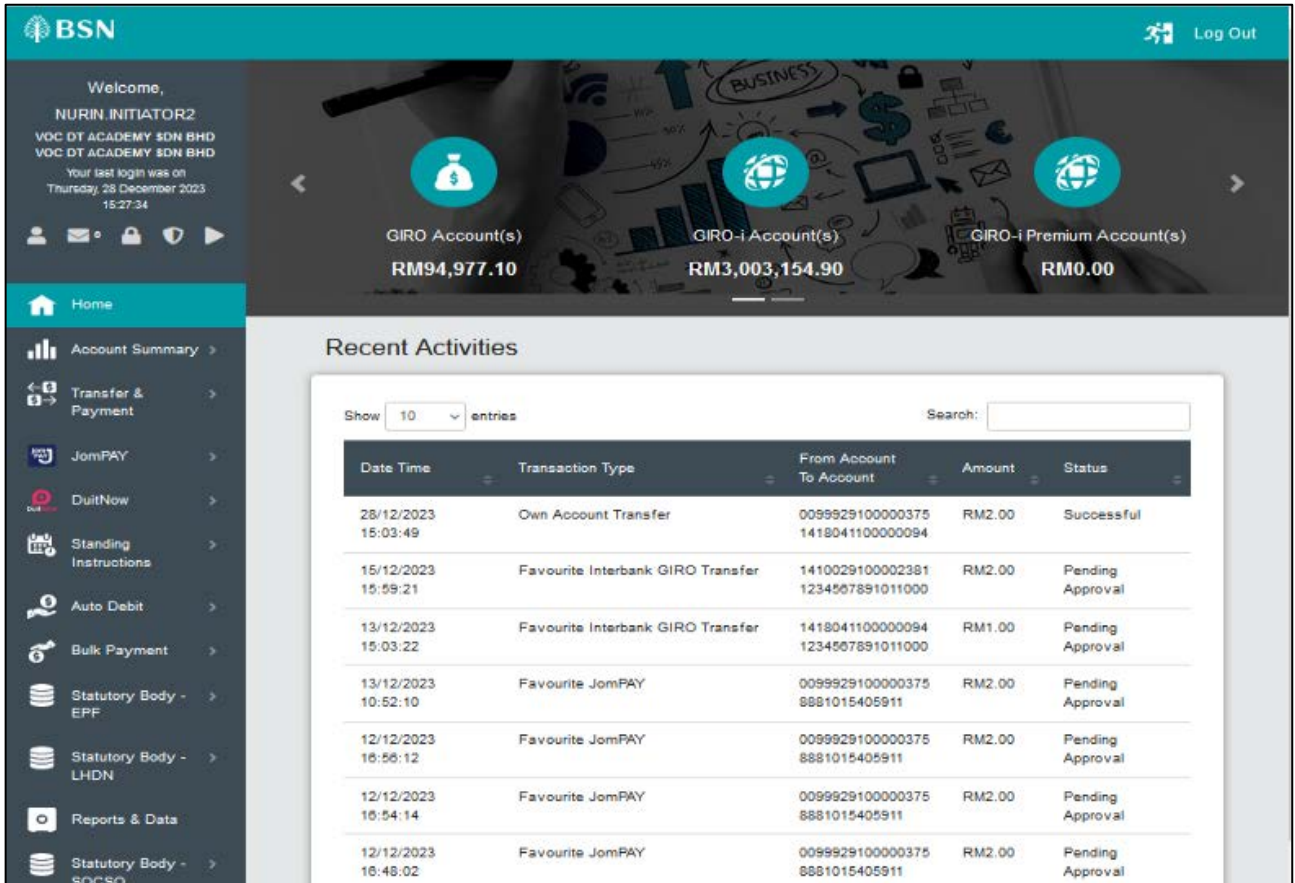 BSN
Log Out
Welcome,
NURIN.INITIATOR2
VOC DT ACADEMY SDN BHD
VOC DT ACADEMY SDN BHD
Your last login was on
Thursday, 28 December 2023
15:27:34
BUSINESS
GIRO Account(s)
GIRO-i Account(s)
GIRO-i Premium Account(s)
RM94,977.10
RM3,003,154.90
RM0.00
Home
Account Summary
Transfer &
Payment
JomPAY
DuitNow
Standing
Instructions
Auto Debit
Bulk Payment
Statutory Body -
EPF
Statutory Body -
LHDN
Reports & Data
Statutory Body -
SOCSO
Recent Activities
Show 10 entries
Search:
Date Time
Transaction Type
From Account
To Account
Amount
Status
28/12/2023
15:03:49
Own Account Transfer
0099929100000375
1418041100000094
RM2.00
Successful
15/12/2023
15:59:21
Favourite Interbank GIRO Transfer
1410029100002381
1234567891011000
RM2.00
Pending
Approval
13/12/2023
15:03:22
Favourite Interbank GIRO Transfer
1418041100000094
1234567891011000
RM1.00
Pending
Approval
13/12/2023
10:52:10
Favourite JomPAY
0099929100000375
8881015405911
RM2.00
Pending
Approval
12/12/2023
16:56:12
Favourite JomPAY
0099929100000375
8881015405911
RM2.00
Pending
Approval
12/12/2023
16:54:14
Favourite JomPAY
0099929100000375
8881015405911
RM2.00
Pending
Approval
12/12/2023
16:48:02
Favourite JomPAY
0099929100000375
8881015405911
RM2.00
Pending
Approval